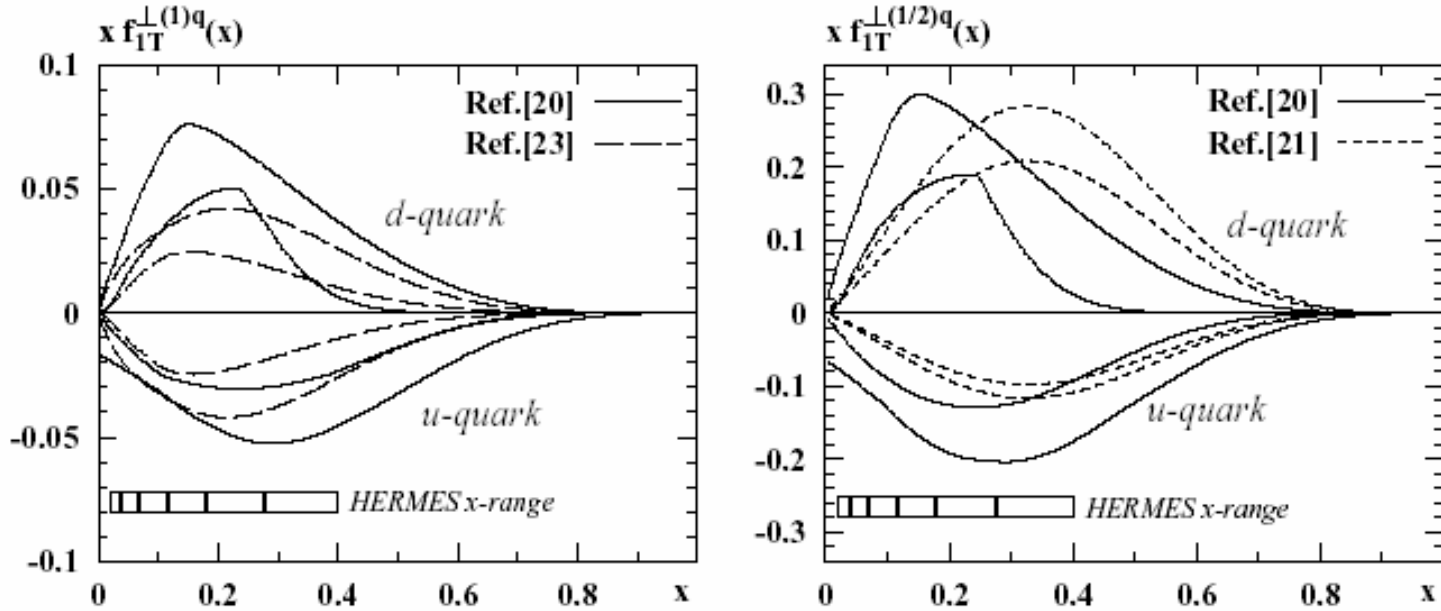 x f⊥(1)q1T(x)
0.1
0.05
0
-0.05
-0.1
Ref.[20]
Ref.[23]
d-quark
u-quark
HERMES x-range
0 0.2 0.4 0.6 0.8 x
x f⊥(1/2)q1T(x)
0.3
0.2
0.1
0
-0.1
-0.2
-0.3
Ref.[20]
Ref.[21]
d-quark
u-quark
HERMES x-range
0 0.2 0.4 0.6 0.8 x